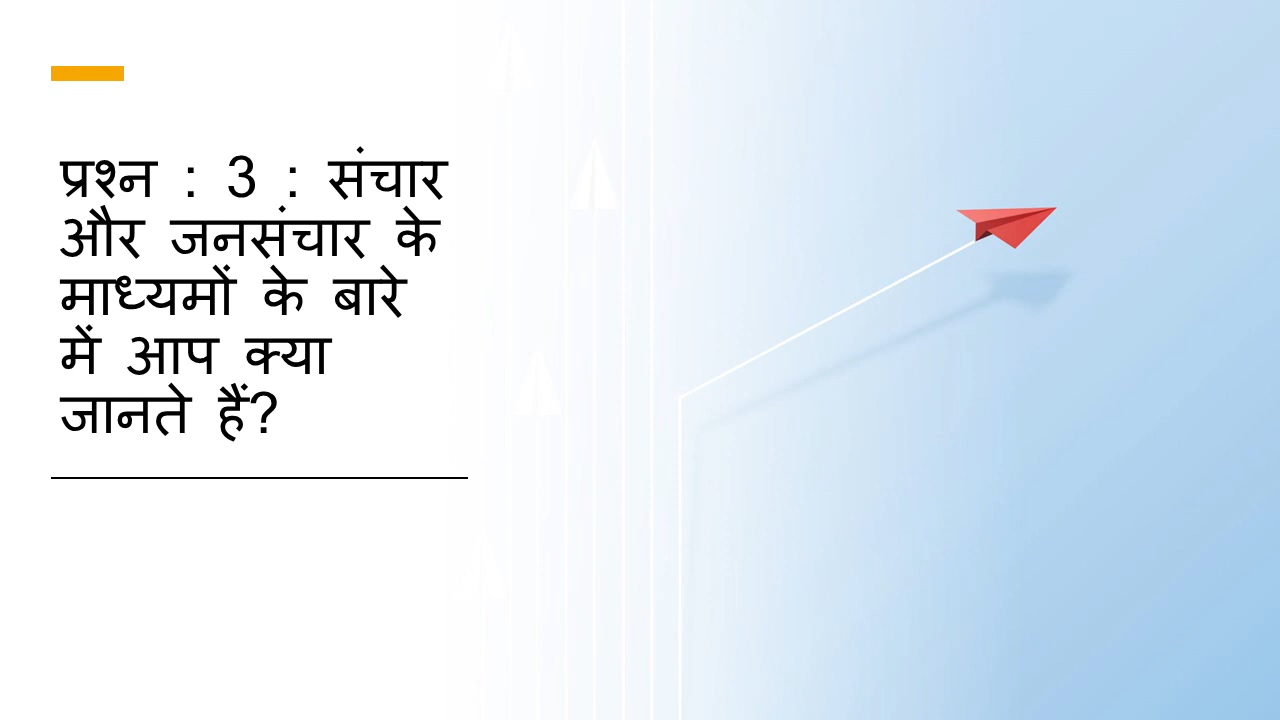 प्रश्न : 3 : संचार
और जनसंचार के
माध्यमों के बारे
में आप क्या
जानते हैं?